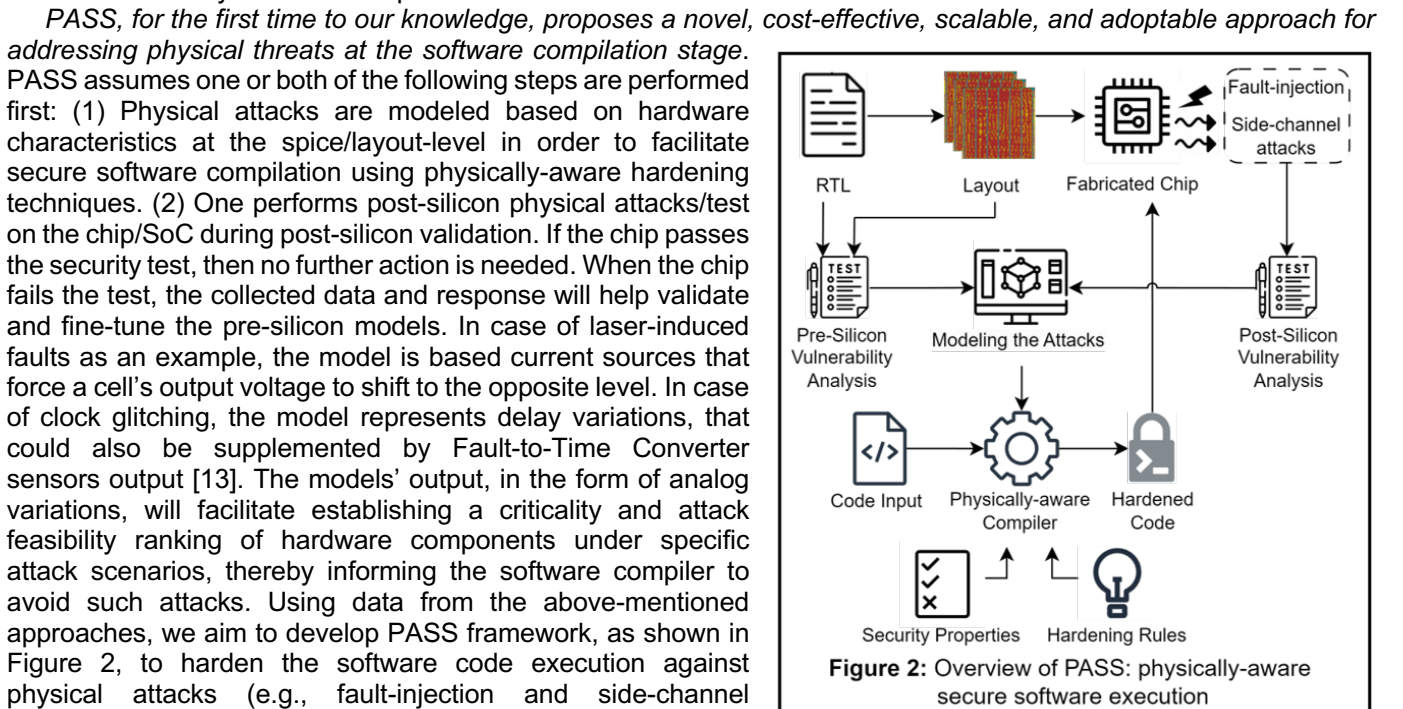 PASS, for the first time to our knowledge, proposes a novel, cost-effective, scalable, and adoptable approach for
addressing physical threats at the software compilation stage.
PASS assumes one or both of the following steps are performed
first: (1) Physical attacks are modeled based on hardware
characteristics at the spice/layout-level in order to facilitate
secure software compilation using physically-aware hardening
techniques. (2) One performs post-silicon physical attacks/test
on the chip/SoC during post-silicon validation. If the chip passes
the security test, then no further action is needed. When the chip
fails the test, the collected data and response will help validate
and fine-tune the pre-silicon models. In case of laser-induced
faults as an example, the model is based current sources that
force a cell's output voltage to shift to the opposite level. In case
of clock glitching, the model represents delay variations, that
could also be supplemented by Fault-to-Time Converter
sensors output [13]. The models' output, in the form of analog
variations, will facilitate establishing a criticality and attack
feasibility ranking of hardware components under specific
attack scenarios, thereby informing the software compiler to
avoid such attacks. Using data from the above-mentioned
approaches, we aim to develop PASS framework, as shown in
Figure 2, to harden the software code execution against
physical attacks (e.g., fault-injection and side-channel
Fault-injection
Side-channel
attacks
RTL
Layout
Fabricated Chip
TEST
TEST
Pre-Silicon
Vulnerability
Analysis
Modeling the Attacks
Post-Silicon
Vulnerability
Analysis
</>
Code Input
Physically-aware
Compiler
Hardened
Code
Security Properties
Hardening Rules
Figure 2: Overview of PASS: physically-aware
secure software execution